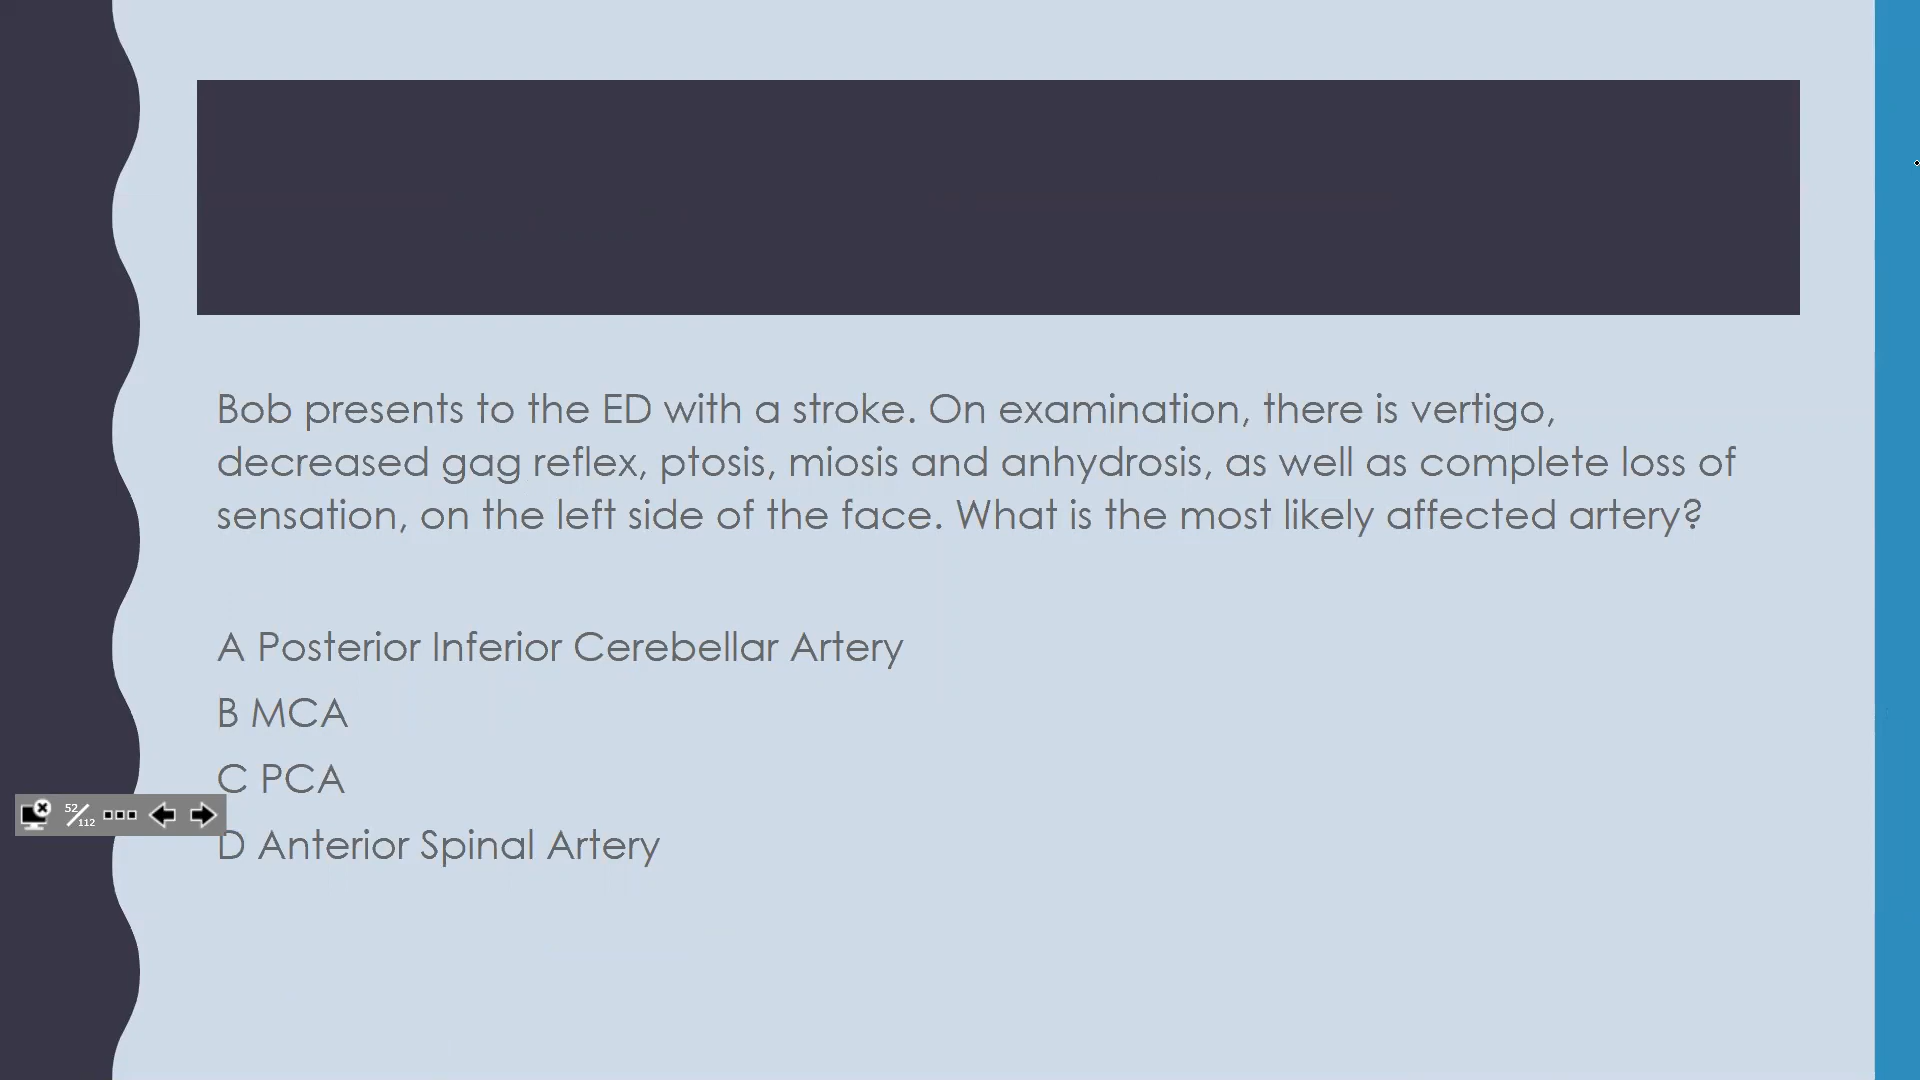 Bob presents to the ED with a stroke. On examination, there is vertigo,
decreased gag reflex, ptosis, miosis and anhydrosis, as well as complete loss of
sensation, on the left side of the face. What is the most likely affected artery?
A Posterior Inferior Cerebellar Artery
B MCA
C PCA
52/112
D Anterior Spinal Artery